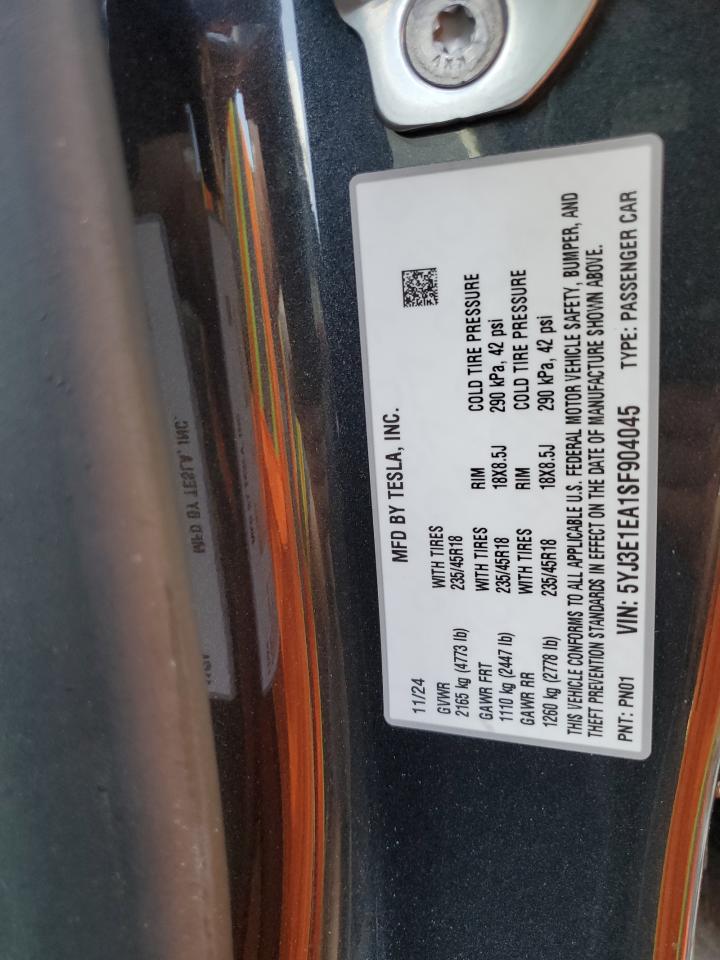 MFD BY TESLA, INC.
11/24
GVWR WITH TIRES
2165 kg (4773 lb) 235/45R18
GAWR FRT WITH TIRES RIM COLD TIRE PRESSURE
1110 kg (2447 lb) 235/45R18 18X8.5J 290 kPa, 42 psi
GAWR RR WITH TIRES RIM COLD TIRE PRESSURE
1260 kg (2778 lb) 235/45R18 18X8.5J 290 kPa, 42 psi
THIS VEHICLE CONFORMS TO ALL APPLICABLE U.S. FEDERAL MOTOR VEHICLE SAFETY, BUMPER, AND
THEFT PREVENTION STANDARDS IN EFFECT ON THE DATE OF MANUFACTURE SHOWN ABOVE.
PNT: PN01 VIN: 5YJ3E1EA1SF904045 TYPE: PASSENGER CAR
MFD BY TESLA, INC.